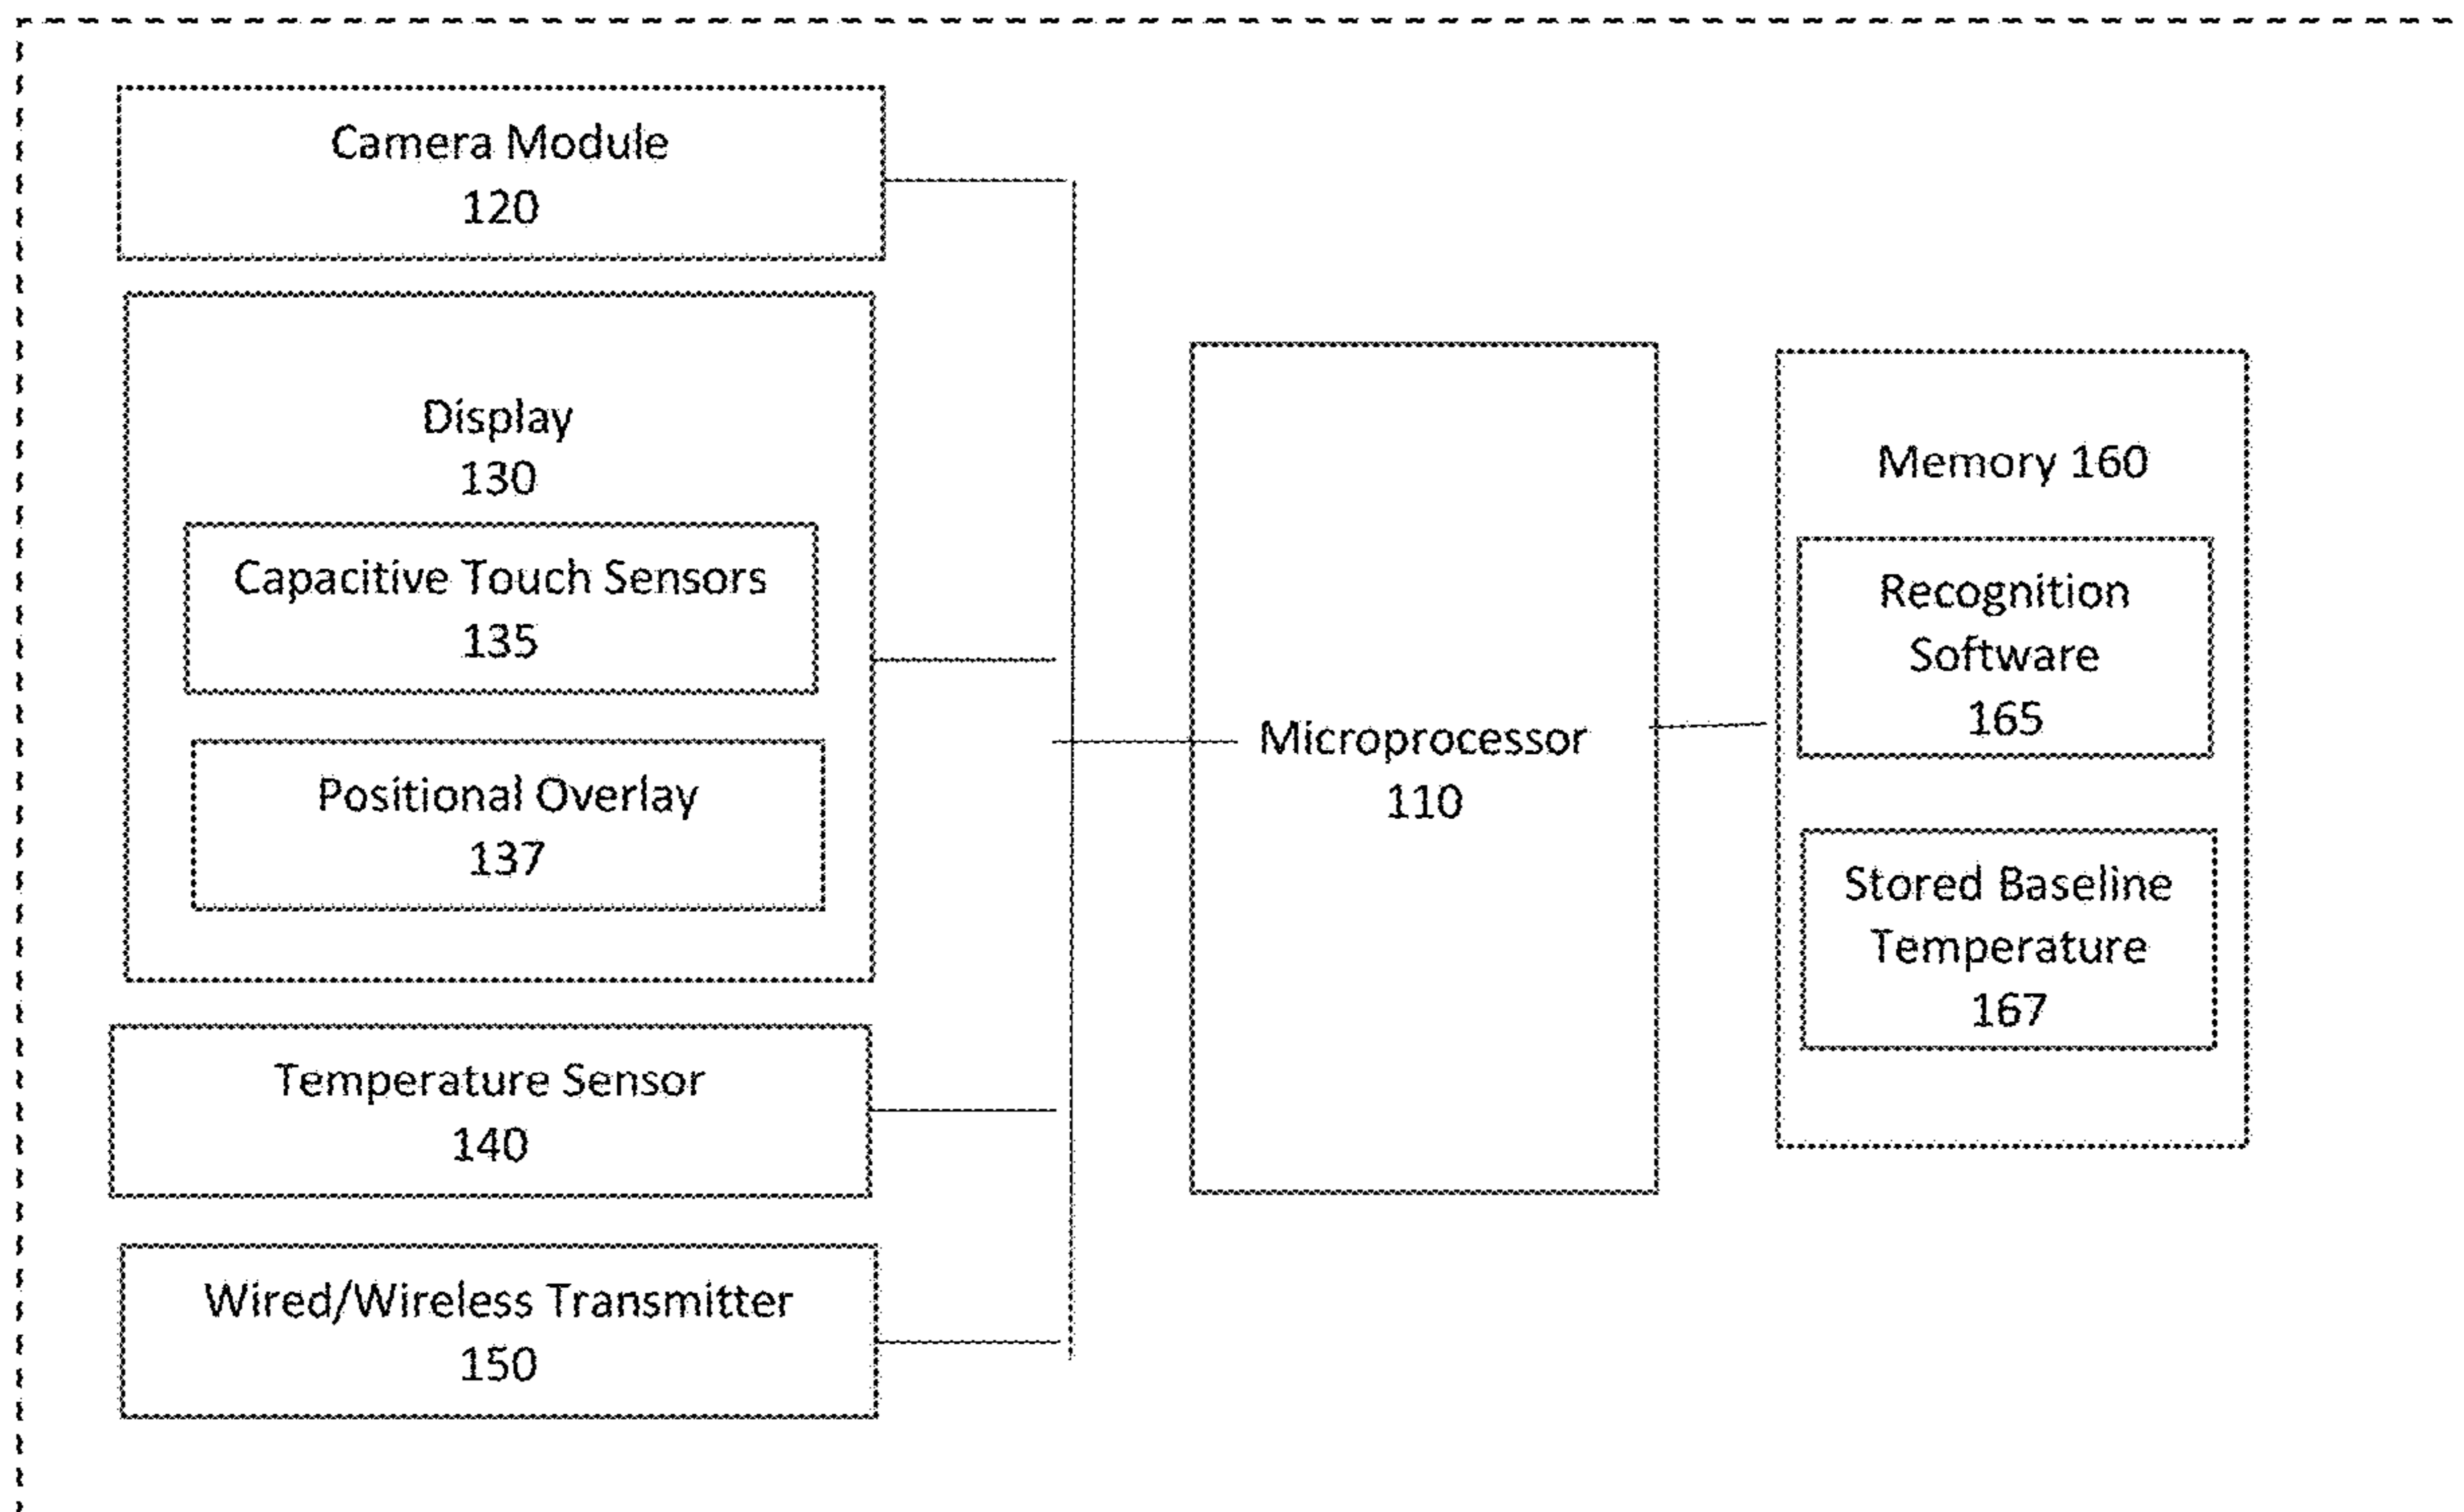 Camera Module
120
Display
130
Capacitive Touch Sensors
135
Positional Overlay
137
Temperature Sensor
140
Wired/Wireless Transmitter
150
Microprocessor
110
Memory 160
Recognition
Software
165
Stored Baseline
Temperature
167